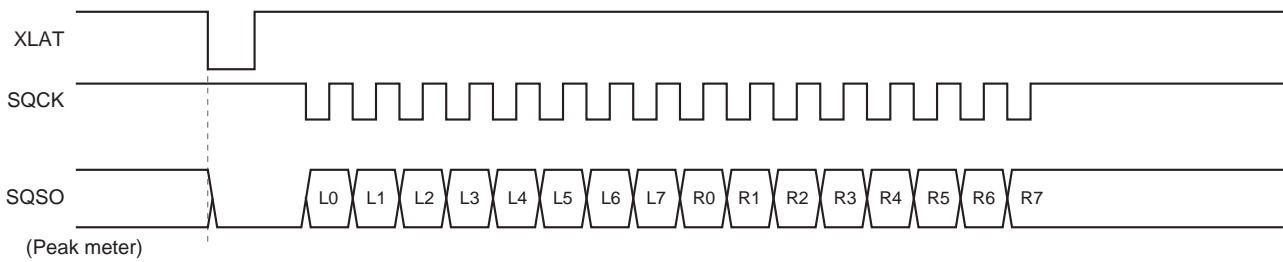 XLAT
SQCK
SQSO
L0 L1 L2 L3 L4 L5 L6 L7 R0 R1 R2 R3 R4 R5 R6 R7
(Peak meter)